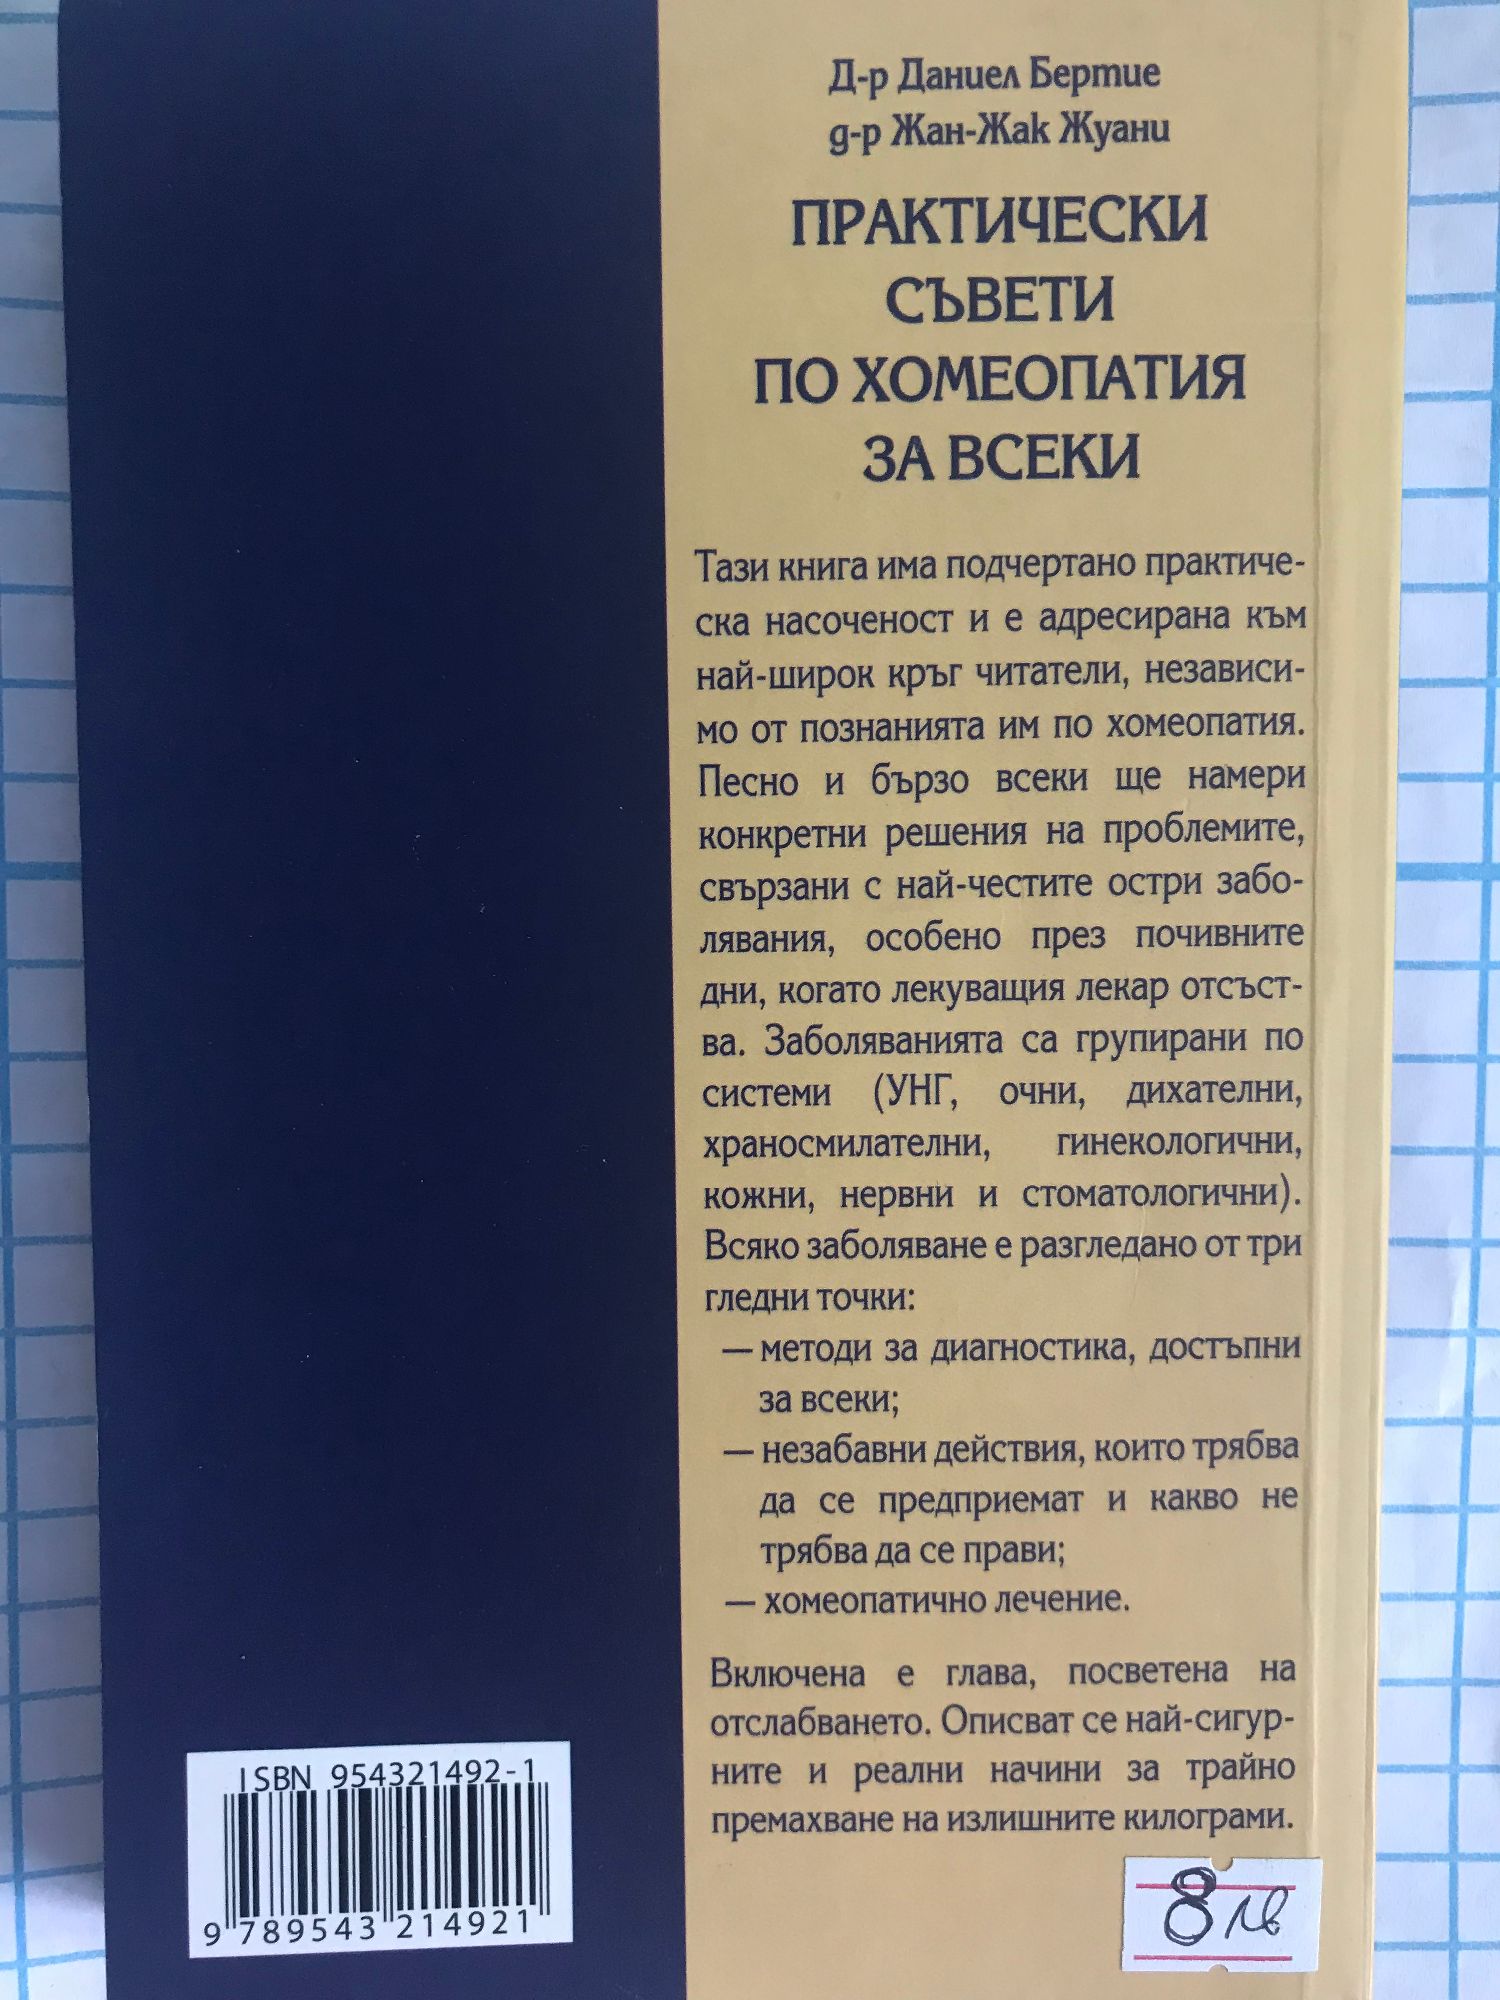 Д-р Даниел Бертие
д-р Жан-Жак Жуани
ПРАКТИЧЕСКИ
СЪВЕТИ
ПО ХОМЕОПАТИЯ
ЗА ВСЕКИ
Тази книга има подчертано практиче-
ска насоченост и е адресирана към
най-широк кръг читатели, независи-
мо от познанията им по хомеопатия.
Песно и бързо всеки ще намери
конкретни решения на проблемите,
свързани с най-честите остри забо-
лявания, особено през почивните
дни, когато лекуващия лекар отсъст-
ва. Заболяванията са групирани по
системи (УНГ, очни, дихателни,
храносмилателни, гинекологични,
кожни, нервни и стоматологични).
Всяко заболяване е разгледано от три
гледни точки:
— методи за диагностика, достъпни
за всеки;
— незабавни действия, които трябва
да се предприемат и какво не
трябва да се прави;
— хомеопатично лечение.
Включена е глава, посветена на
отслабването. Описват се най-сигур-
ните и реални начини за трайно
премахване на излишните килограми.
ISBN 954321492-1
9 789543 214921
8 лв